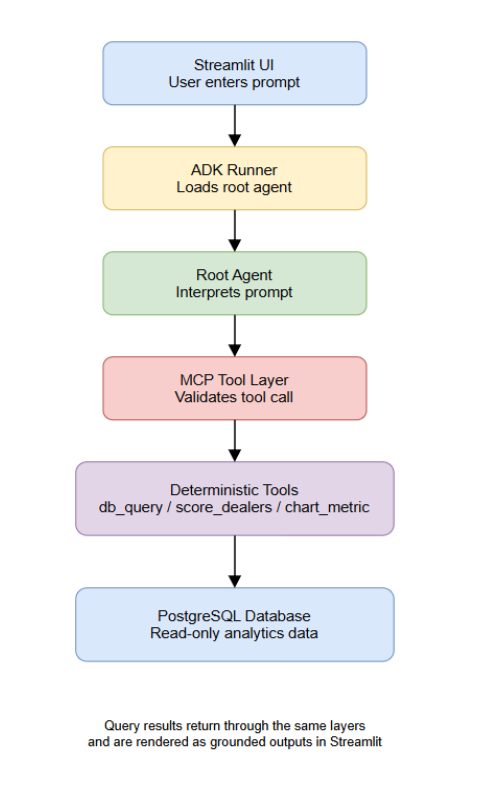 Streamlit UI
User enters prompt
ADK Runner
Loads root agent
Root Agent
Interprets prompt
MCP Tool Layer
Validates tool call
Deterministic Tools
db_query / score_dealers / chart_metric
PostgreSQL Database
Read-only analytics data
Query results return through the same layers
and are rendered as grounded outputs in Streamlit